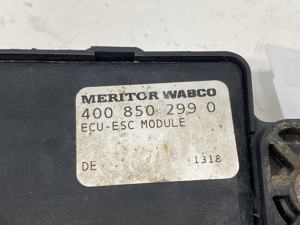 MERITOR WABCO
400 850 299 0
ECU-ESC MODULE
DE 1318